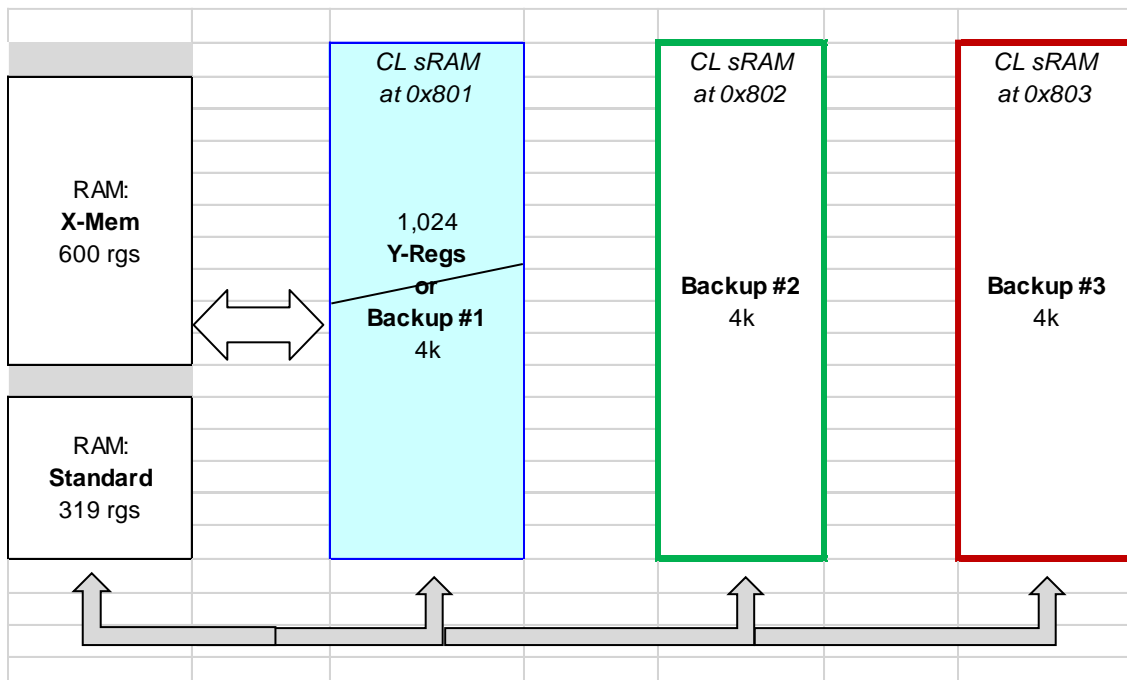 RAM:
X-Mem
600 rgs
RAM:
Standard
319 rgs
CL sRAM
at 0x801
1,024
Y-Regs
or
Backup #1
4k
CL sRAM
at 0x802
Backup #2
4k
CL sRAM
at 0x803
Backup #3
4k